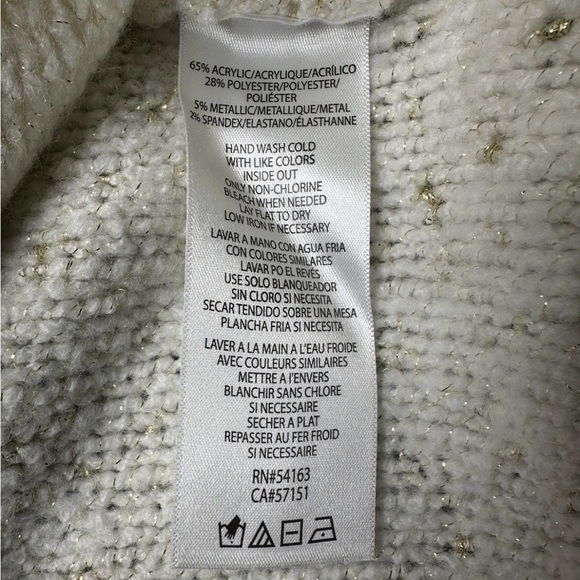 65% ACRYLIC/ACRYLIQUE/ACRÍLICO
28% POLYESTER/POLYESTER/
POLIÉSTER
5% METALLIC/METALLIQUE/METAL
2% SPANDEX/ELASTANO/ÉLASTHANNE
HAND WASH COLD
WITH LIKE COLORS
INSIDE OUT
ONLY NON-CHLORINE
BLEACH WHEN NEEDED
LAY FLAT TO DRY
LOW IRON IF NECESSARY
LAVAR A MANO CON AGUA FRIA
CON COLORES SIMILARES
LAVAR PO EL REVÉS
USE SOLO BLANQUEADOR
SIN CLORO SI NECESITA
SECAR TENDIDO SOBRE UNA MESA
PLANCHA FRIA SI NECESITA
LAVER A LA MAIN A L'EAU FROIDE
AVEC COULEURS SIMILAIRES
METTRE A l'ENVERS
BLANCHIR SANS CHLORE
SI NECESSAIRE
SECHER A PLAT
REPASSER AU FER FROID
SI NECESSAIRE
RN#54163
CA#57151